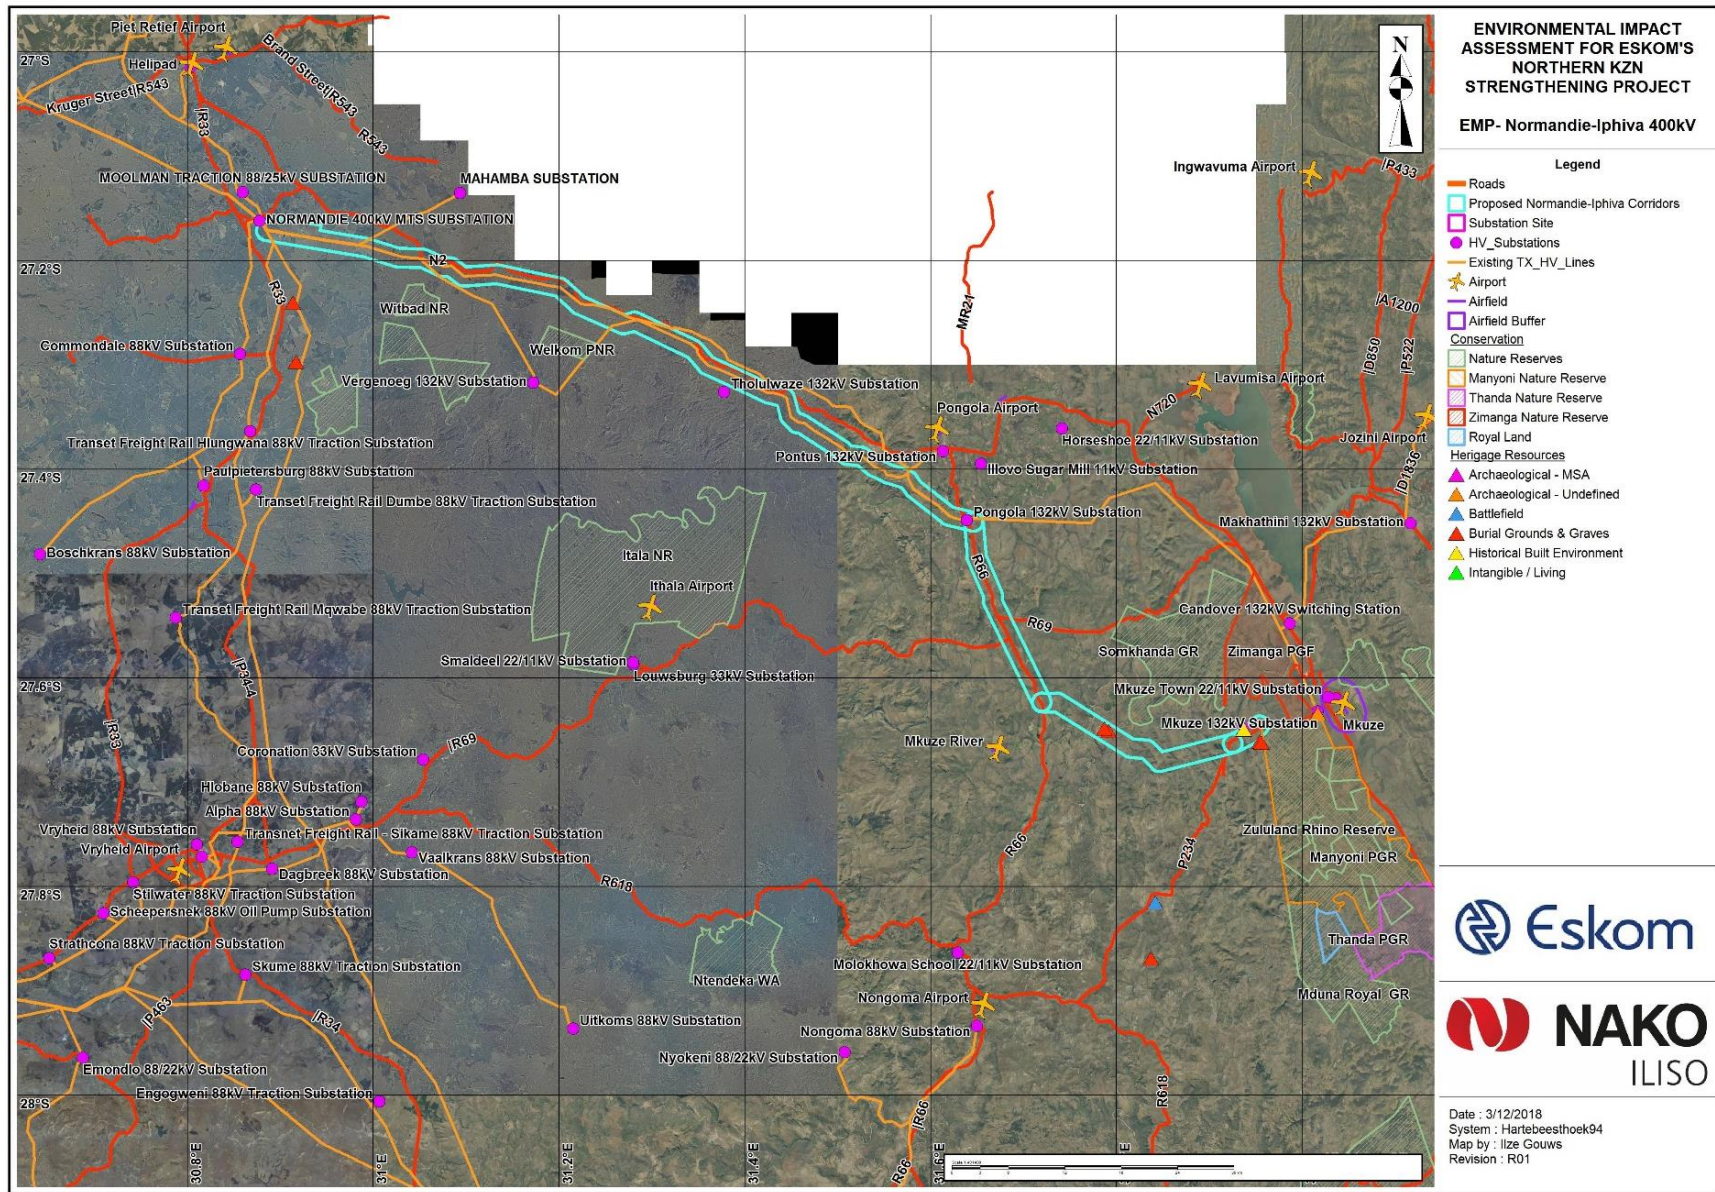 ENVIRONMENTAL IMPACT
ASSESSMENT FOR ESKOM'S
NORTHERN KZN
STRENGTHENING PROJECT
EMP- Normandie-Iphiva 400kV
Legend
Roads
Proposed Normandie-Iphiva Corridors
Substation Site
HV_Substations
Existing TX_HV_Lines
Airport
Airfield
Airfield Buffer
Conservation
Nature Reserves
Manyoni Nature Reserve
Thanda Nature Reserve
Zimanga Nature Reserve
Royal Land
Herigage Resources
Archaeological - MSA
Archaeological - Undefined
Battlefield
Burial Grounds & Graves
Historical Built Environment
Intangible / Living
Eskom
NAKO
ILISO
Date : 3/12/2018
System : Hartebeesthoek94
Map by : Ilze Gouws
Revision : R01
N
Piet Retief Airport
27°S
Helipad
Brand Street|R543
Kruger Street|R543
|R33
R543
MOOLMAN TRACTION 88/25kV SUBSTATION
MAHAMBA SUBSTATION
Ingwavuma Airport
|P433
NORMANDIE 400kV MTS SUBSTATION
27.2°S
N2
R33
Witbad NR
MR21
|A1200
|D850
|P522
Commondale 88kV Substation
Welkom PNR
Vergenoeg 132kV Substation
Tholulwaze 132kV Substation
Lavumisa Airport
N720
Pongola Airport
Transet Freight Rail Hlungwana 88kV Traction Substation
Horseshoe 22/11kV Substation
Jozini Airport
Pontus 132kV Substation
Illovo Sugar Mill 11kV Substation
27.4°S
Paulpietersburg 88kV Substation
|D1836
Transet Freight Rail Dumbe 88kV Traction Substation
Pongola 132kV Substation
Makhathini 132kV Substation
Boschkrans 88kV Substation
Itala NR
R66
Ithala Airport
Transet Freight Rail Mqwabe 88kV Traction Substation
Candover 132kV Switching Station
R69
Smaldeel 22/11kV Substation
Somkhanda GR
Zimanga PGF
|P34-4
Louwsburg 33kV Substation
27.6°S
Mkuze Town 22/11kV Substation
Mkuze 132kV Substation
Mkuze
|R33
Coronation 33kV Substation
|R69
Mkuze River
Hlobane 88kV Substation
Alpha 88kV Substation
Vryheid 88kV Substation
Transnet Freight Rail - Sikame 88kV Traction Substation
Zululand Rhino Reserve
Vryheid Airport
Vaalkrans 88kV Substation
R66
P234
Manyoni PGR
Dagbreek 88kV Substation
R618
27.8°S
Stilwater 88kV Traction Substation
Scheepersnek 88kV Oil Pump Substation
Strathcona 88kV Traction Substation
Thanda PGR
Skume 88kV Traction Substation
Molokhowa School 22/11kV Substation
Ntendeka WA
Mduna Royal GR
Nongoma Airport
|P463
|R34
Uitkoms 88kV Substation
Nongoma 88kV Substation
Nyokeni 88/22kV Substation
Emondlo 88/22kV Substation
Engogweni 88kV Traction Substation
28°S
R618
|R66
R66
30.8°E
31°E
31.2°E
31.4°E
31.6°E